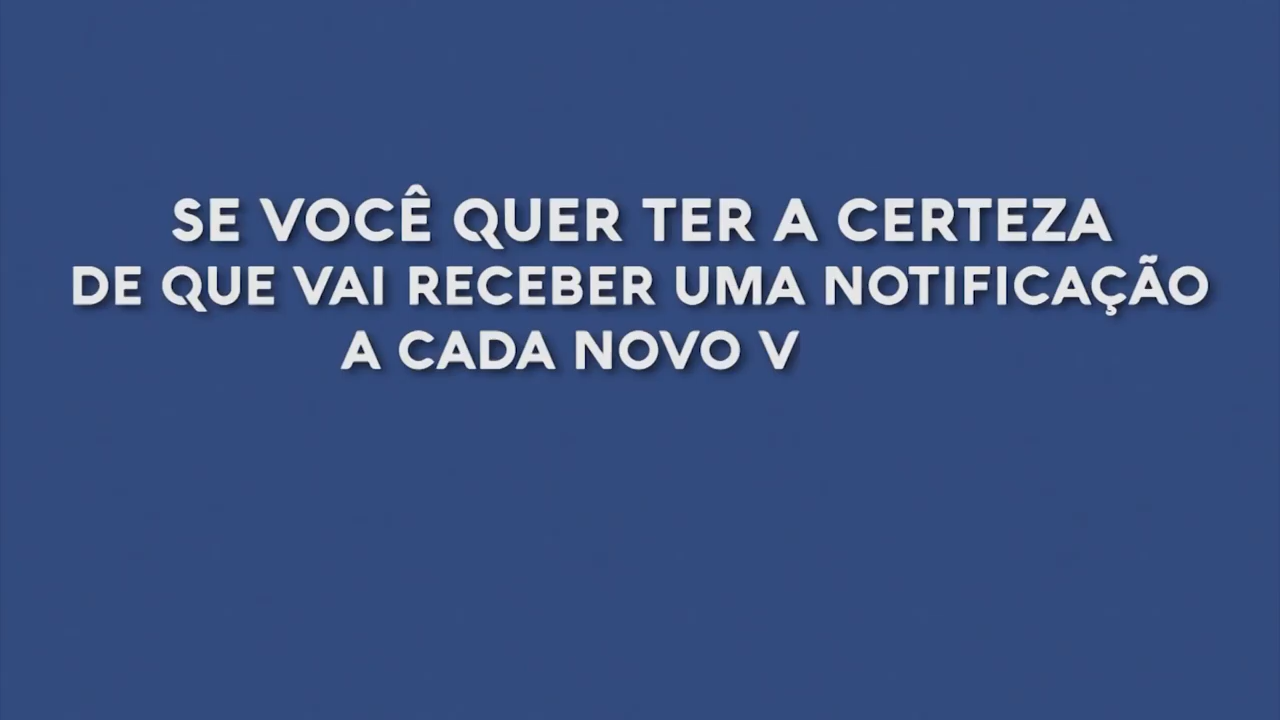 SE VOCÊ QUER TER A CERTEZA
DE QUE VAI RECEBER UMA NOTIFICAÇÃO
A CADA NOVO V